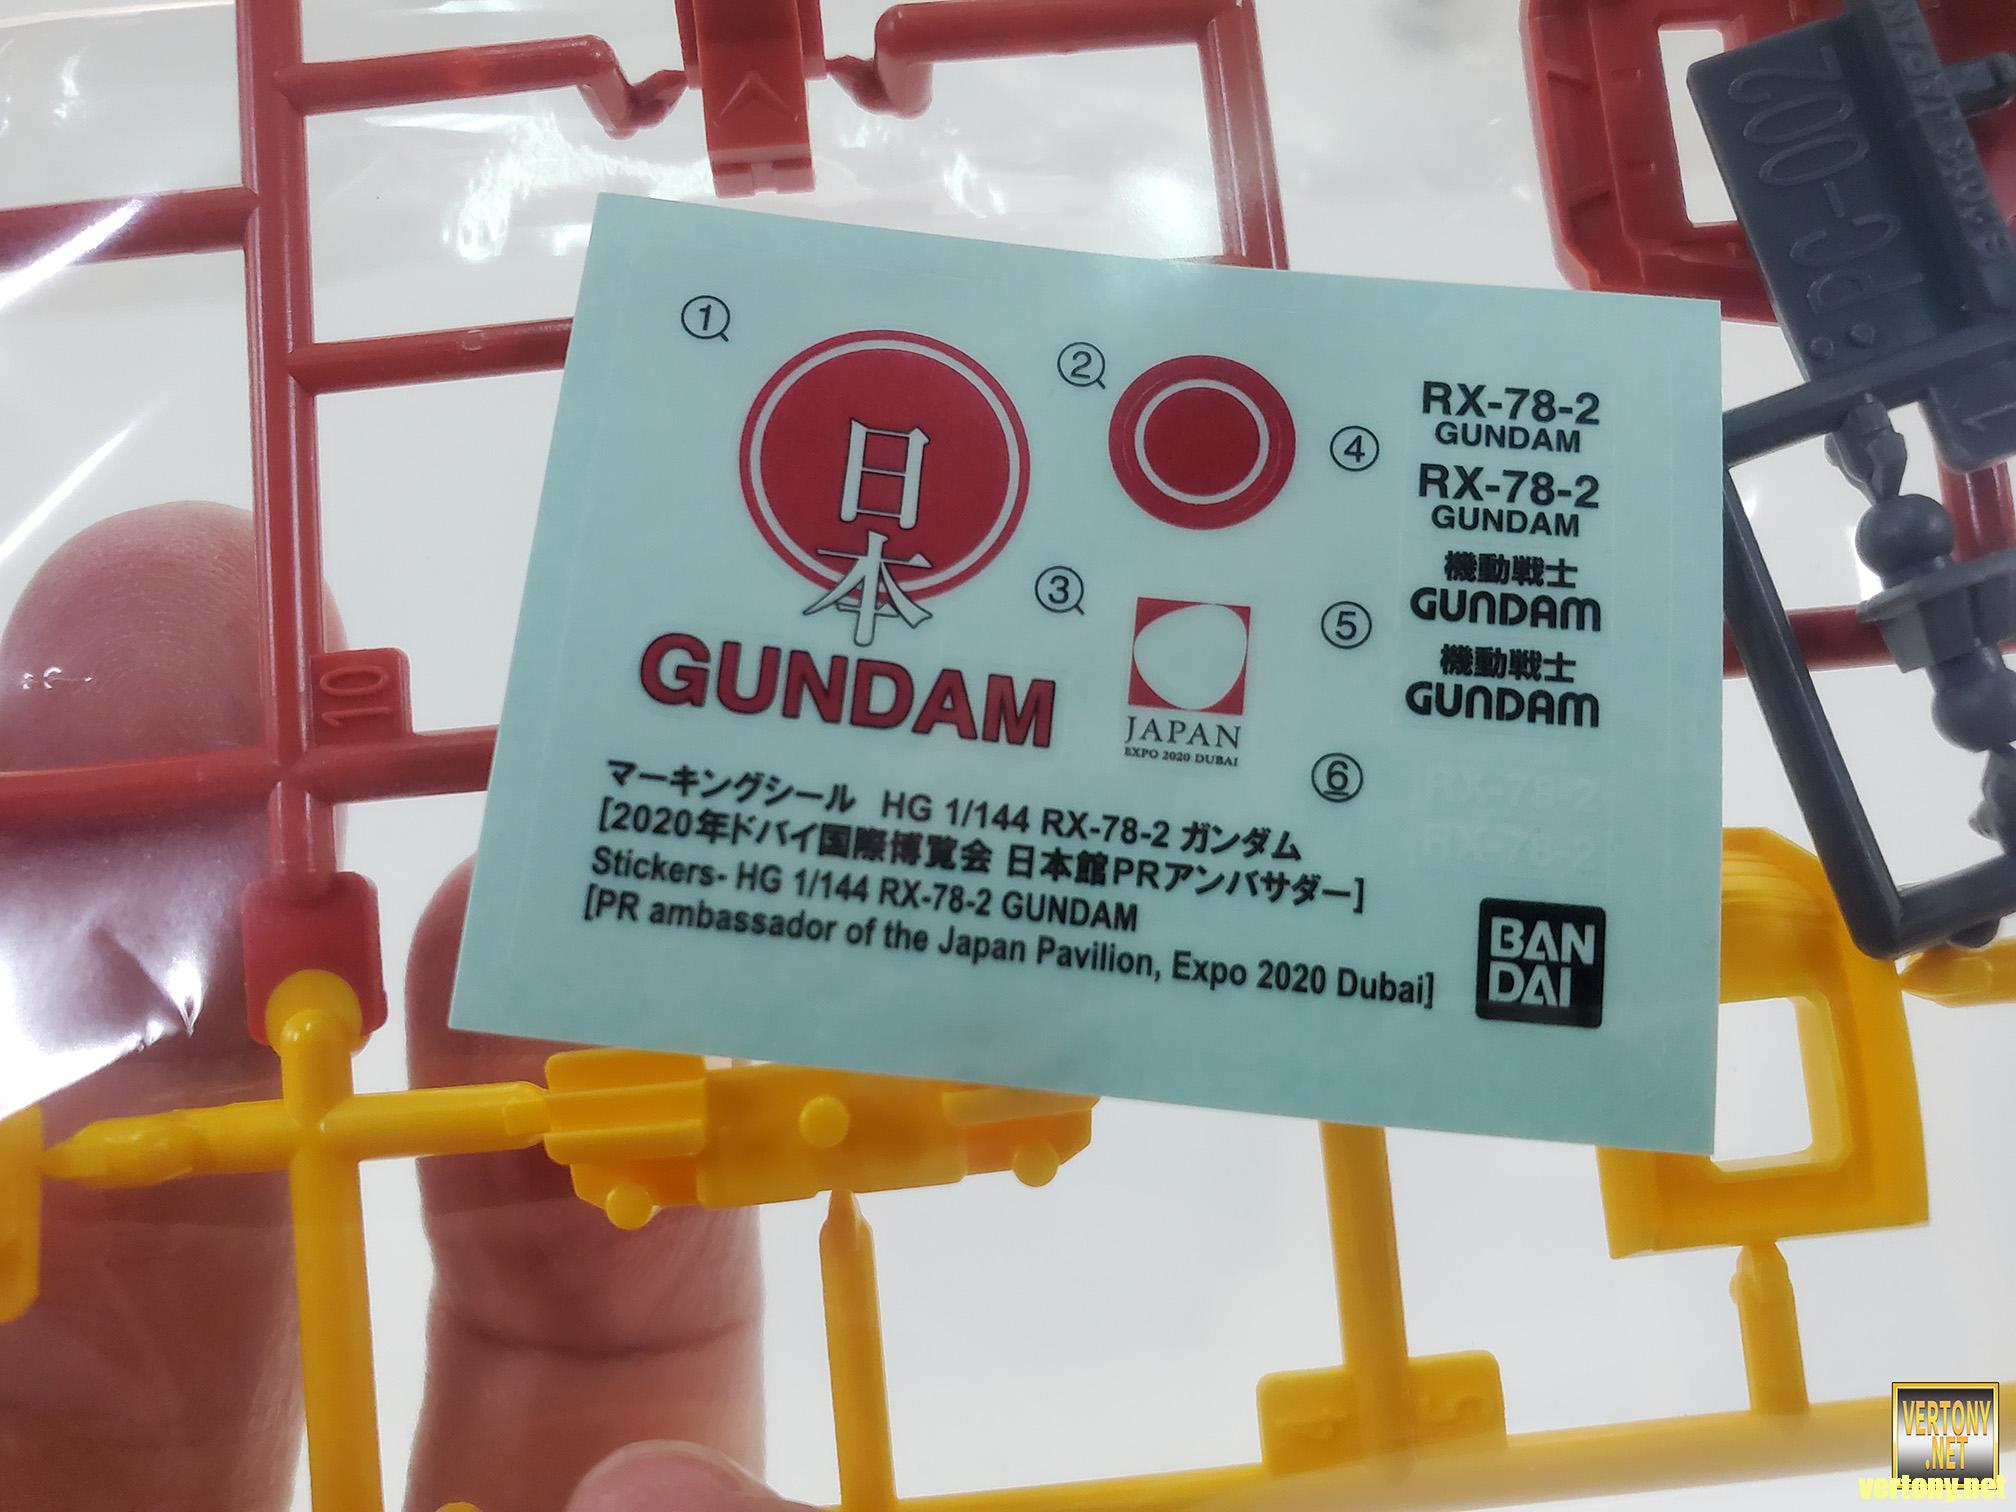 P.C-002
10
①
日本
GUNDAM
②
③
JAPAN
EXPO 2020 DUBAI
④
RX-78-2
GUNDAM
RX-78-2
GUNDAM
⑤
機動戦士
GUNDAM
機動戦士
GUNDAM
⑥
RX-78-2
RX-78-2
マーキングシール HG 1/144 RX-78-2 ガンダム
[2020年ドバイ国際博覧会 日本館PRアンバサダー]
Stickers- HG 1/144 RX-78-2 GUNDAM
[PR ambassador of the Japan Pavilion, Expo 2020 Dubai]
BAN
DAI
VERTONY
.NET
vertony.net